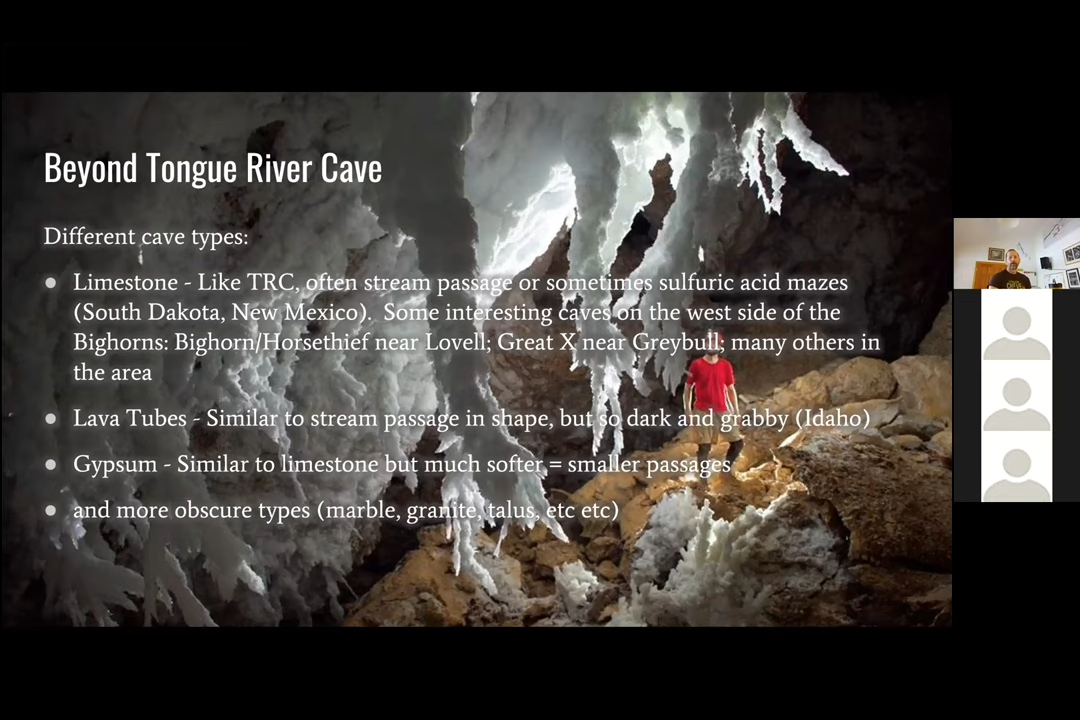 Beyond Tongue River Cave
Different cave types:
● Limestone - Like TRC, often stream passage or sometimes sulfuric acid mazes
(South Dakota, New Mexico).  Some interesting caves on the west side of the
Bighorns: Bighorn/Horsethief near Lovell; Great X near Greybull; many others in
the area
● Lava Tubes - Similar to stream passage in shape, but so dark and grabby (Idaho)
● Gypsum - Similar to limestone but much softer = smaller passages
● and more obscure types (marble, granite, talus, etc etc)